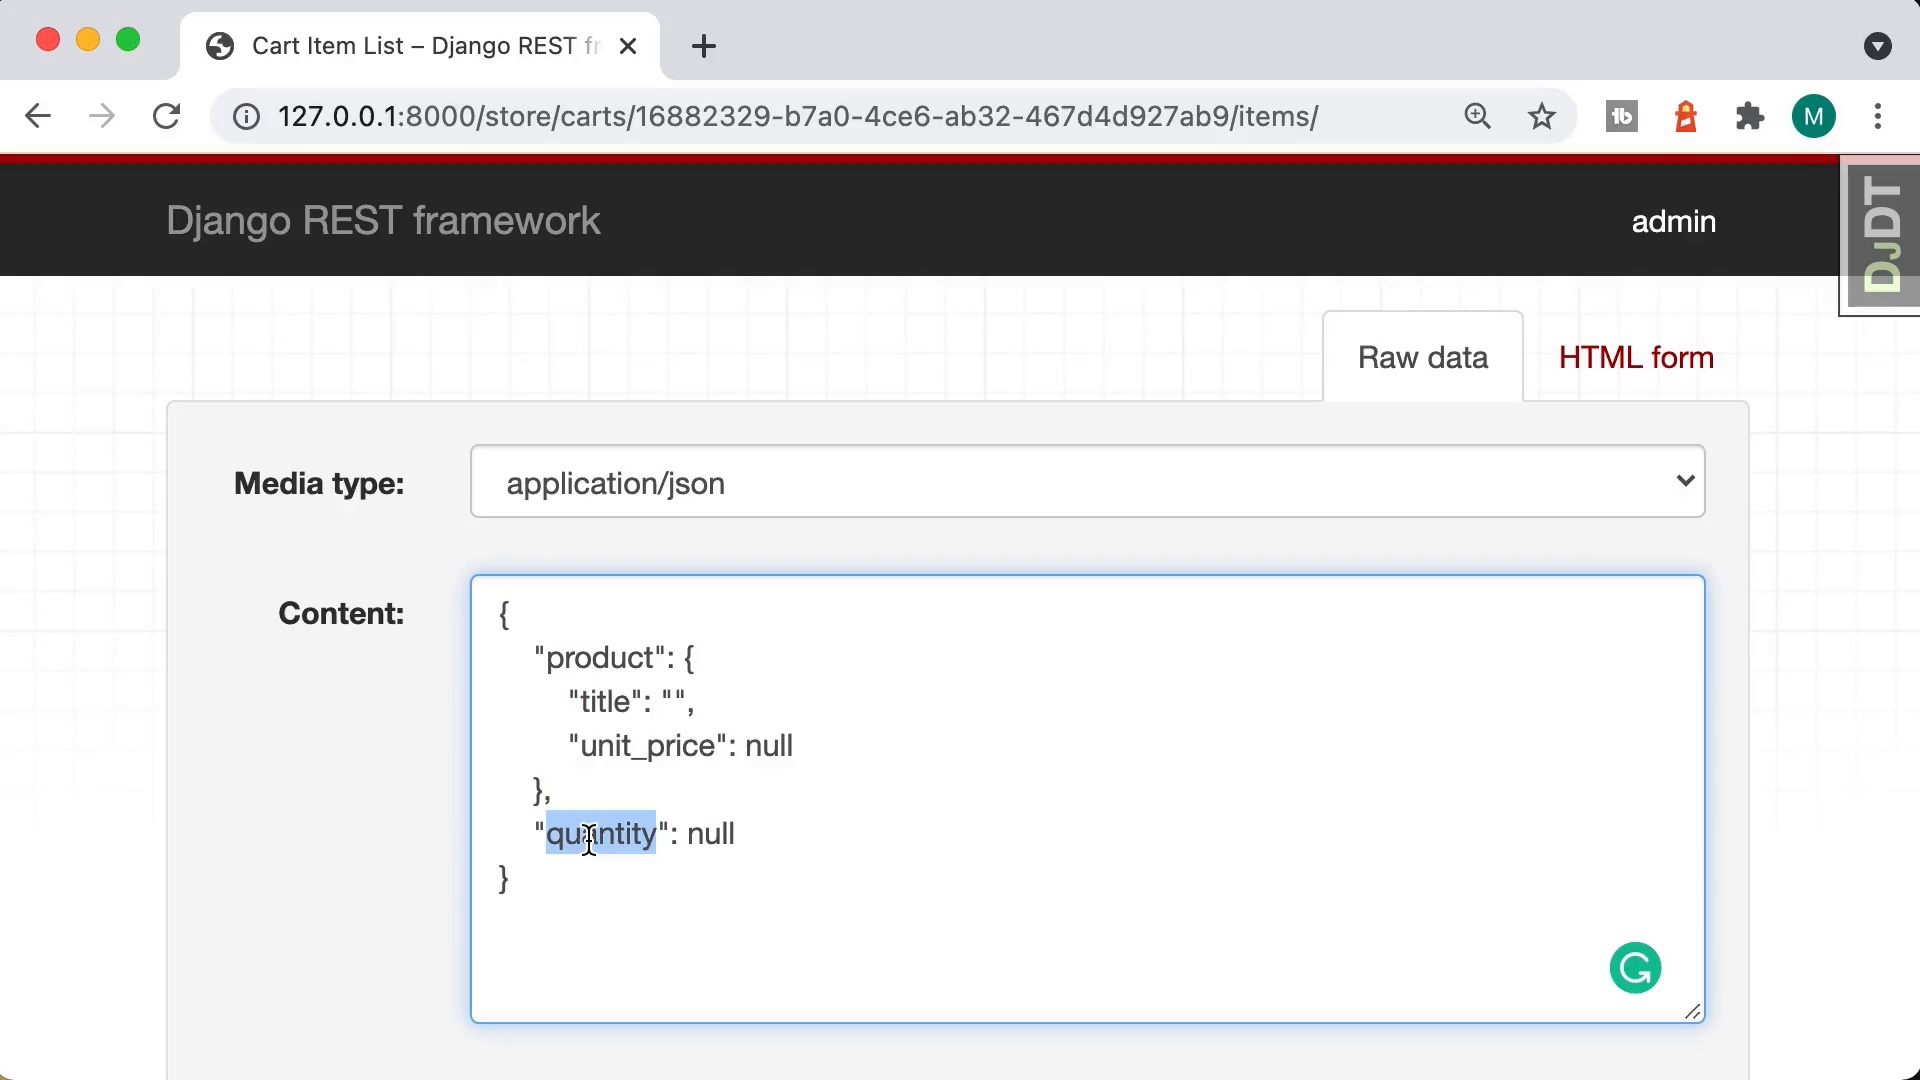 Cart Item List – Django REST fr
127.0.0.1:8000/store/carts/16882329-b7a0-4ce6-ab32-467d4d927ab9/items/
tb
M
Django REST framework
admin
DJDT
Raw data
HTML form
Media type:
application/json
Content:
{
"product": {
"title": "",
"unit_price": null
},
"quantity": null
}